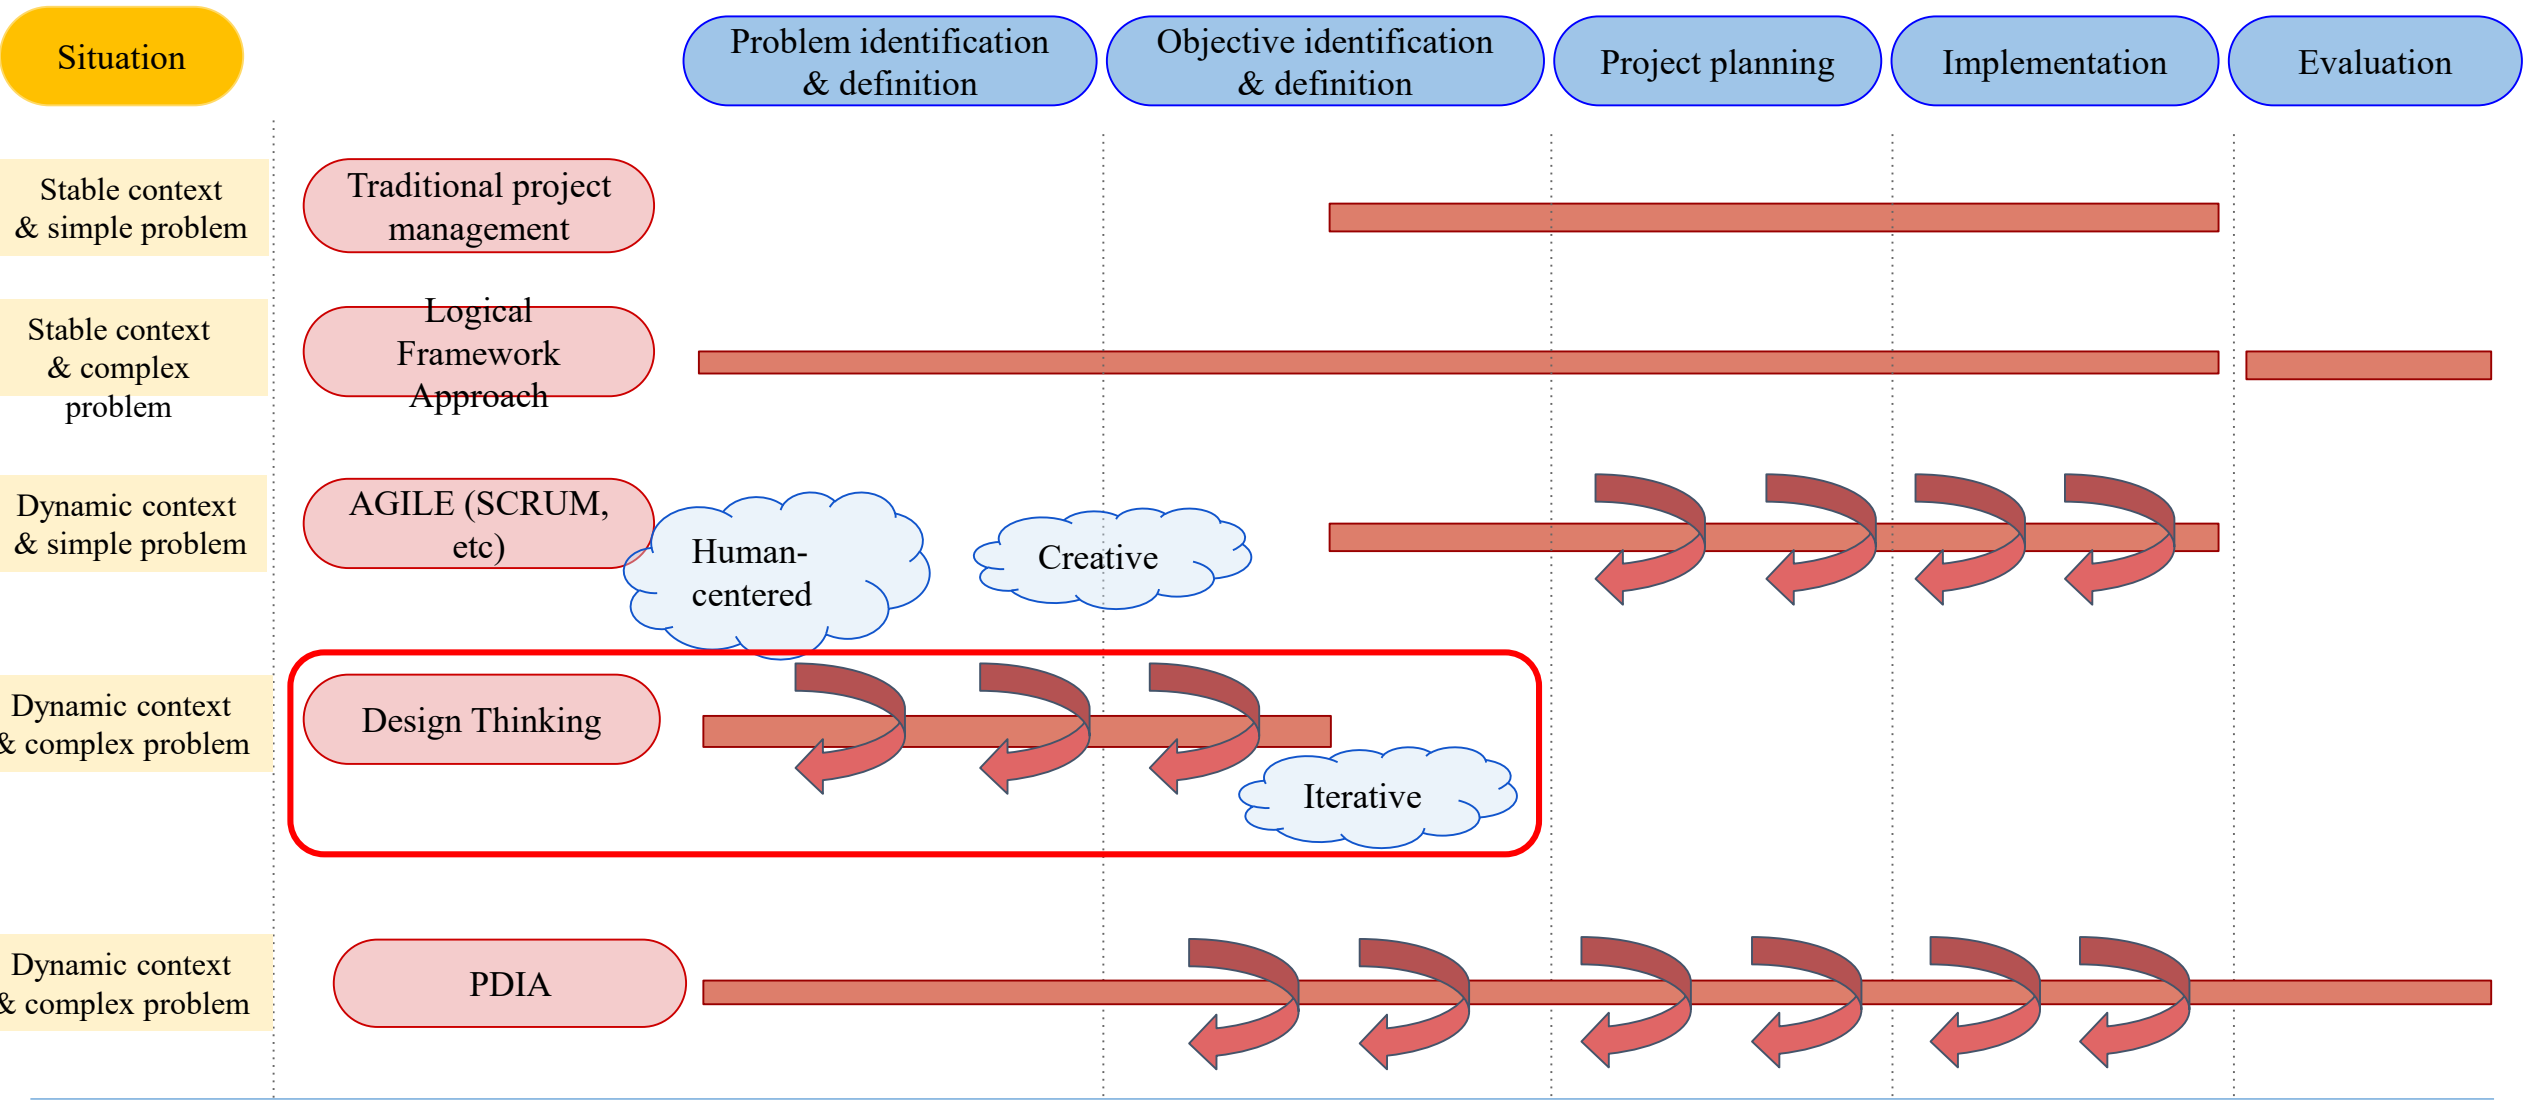 Situation
Problem identification
& definition
Objective identification
& definition
Project planning
Implementation
Evaluation
Stable context
& simple problem
Traditional project
management
Stable context
& complex
problem
Logical
Framework
Approach
Dynamic context
& simple problem
AGILE (SCRUM,
etc)
Human-
centered
Creative
Dynamic context
& complex problem
Design Thinking
Iterative
Dynamic context
& complex problem
PDIA